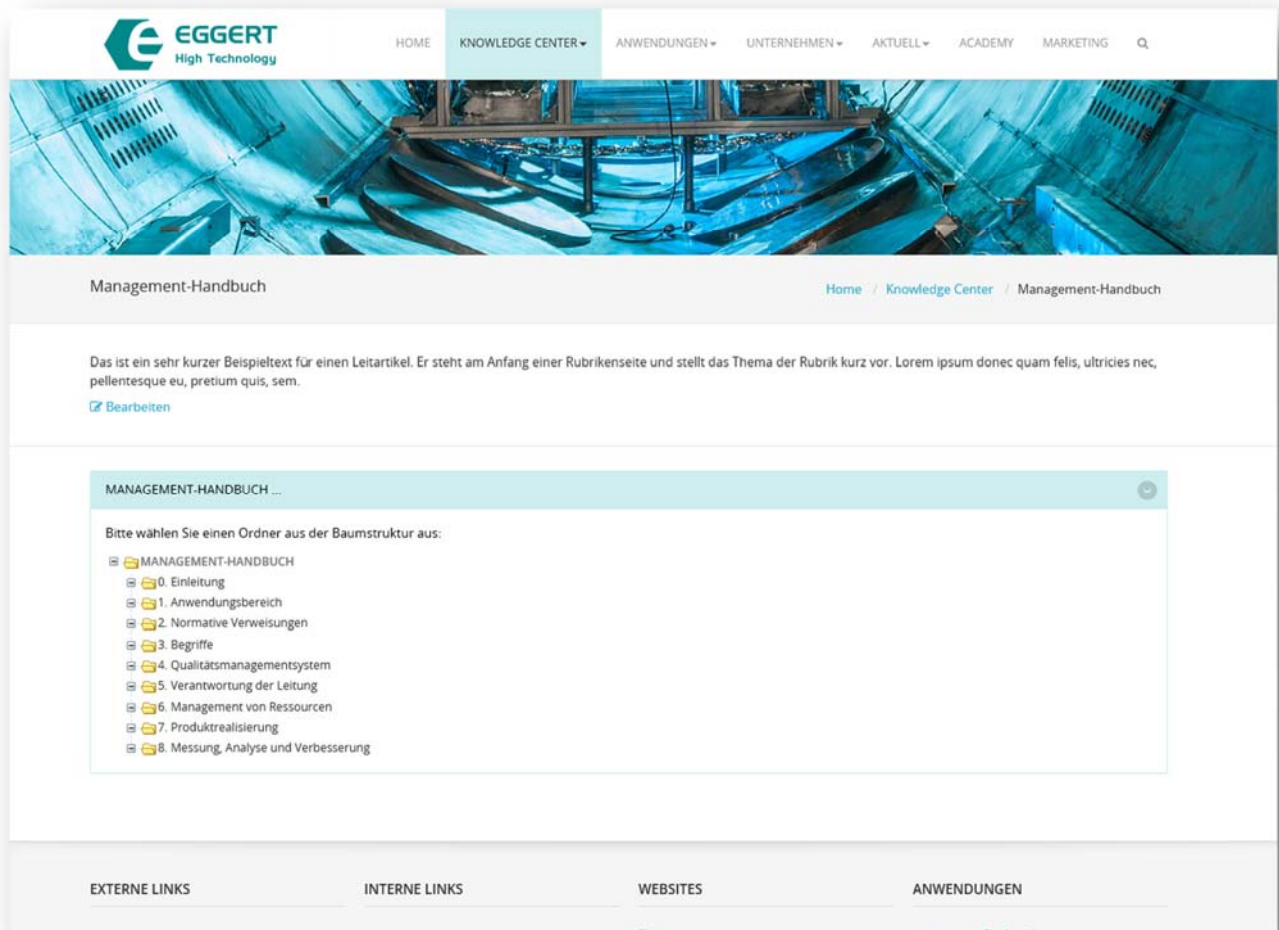 EGGERT
High Technology
HOME
KNOWLEDGE CENTER
ANWENDUNGEN
UNTERNEHMEN
AKTUELL
ACADEMY
MARKETING
Management-Handbuch
Home / Knowledge Center / Management-Handbuch
Das ist ein sehr kurzer Beispieltext für einen Leitartikel. Er steht am Anfang einer Rubrikenseite und stellt das Thema der Rubrik kurz vor. Lorem ipsum donec quam felis, ultricies nec,
pellentesque eu, pretium quis, sem.
Bearbeiten
MANAGEMENT-HANDBUCH ...
Bitte wählen Sie einen Ordner aus der Baumstruktur aus:
MANAGEMENT-HANDBUCH
0. Einleitung
1. Anwendungsbereich
2. Normative Verweisungen
3. Begriffe
4. Qualitätsmanagementsystem
5. Verantwortung der Leitung
6. Management von Ressourcen
7. Produktrealisierung
8. Messung, Analyse und Verbesserung
EXTERNE LINKS
INTERNE LINKS
WEBSITES
ANWENDUNGEN